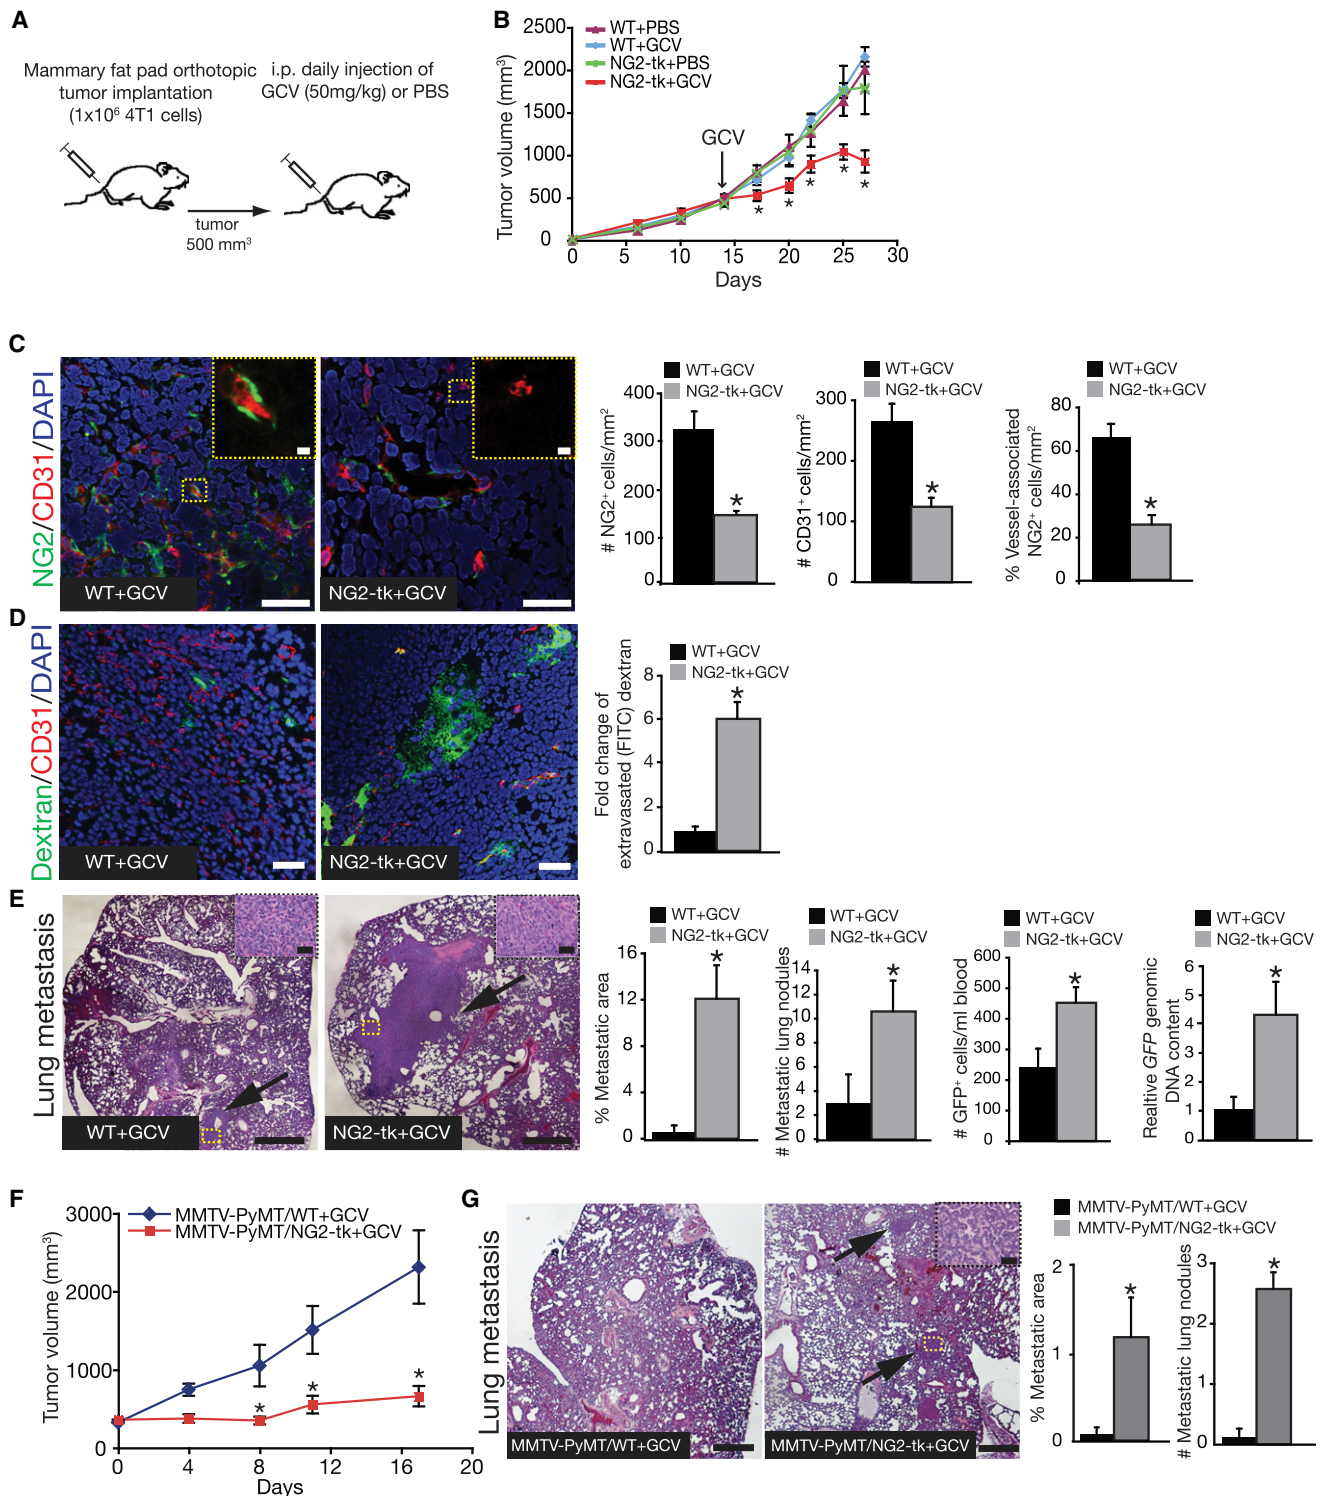 A
Mammary fat pad orthotopic
tumor implantation
(1x10⁶ 4T1 cells)
i.p. daily injection of
GCV (50mg/kg) or PBS
tumor
500 mm³
B
Tumor volume (mm³)
2500
2000
1500
1000
500
0
WT+PBS
WT+GCV
NG2-tk+PBS
NG2-tk+GCV
GCV
* * * * *
0 5 10 15 20 25 30
Days
C
NG2/CD31/DAPI
WT+GCV
NG2-tk+GCV
WT+GCV
NG2-tk+GCV
# NG2⁺ cells/mm²
400
300
200
100
0
*
WT+GCV
NG2-tk+GCV
# CD31⁺ cells/mm²
300
200
100
0
*
WT+GCV
NG2-tk+GCV
% Vessel-associated
NG2⁺ cells/mm²
80
60
40
20
0
*
D
Dextran/CD31/DAPI
WT+GCV
NG2-tk+GCV
WT+GCV
NG2-tk+GCV
Fold change of
extravasated (FITC) dextran
8
6
4
2
0
*
E
Lung metastasis
WT+GCV
NG2-tk+GCV
WT+GCV
NG2-tk+GCV
% Metastatic area
16
12
8
4
0
*
WT+GCV
NG2-tk+GCV
# Metastatic lung nodules
14
12
10
8
6
4
2
0
*
WT+GCV
NG2-tk+GCV
# GFP⁺ cells/ml blood
600
500
400
300
200
100
0
*
WT+GCV
NG2-tk+GCV
Realtive GFP genomic
DNA content
6
5
4
3
2
1
0
*
F
Tumor volume (mm³)
3000
2000
1000
0
MMTV-PyMT/WT+GCV
MMTV-PyMT/NG2-tk+GCV
* * *
0 4 8 12 16 20
Days
G
Lung metastasis
MMTV-PyMT/WT+GCV
MMTV-PyMT/NG2-tk+GCV
MMTV-PyMT/WT+GCV
MMTV-PyMT/NG2-tk+GCV
% Metastatic area
2
1
0
*
# Metastatic lung nodules
3
2
1
0
*